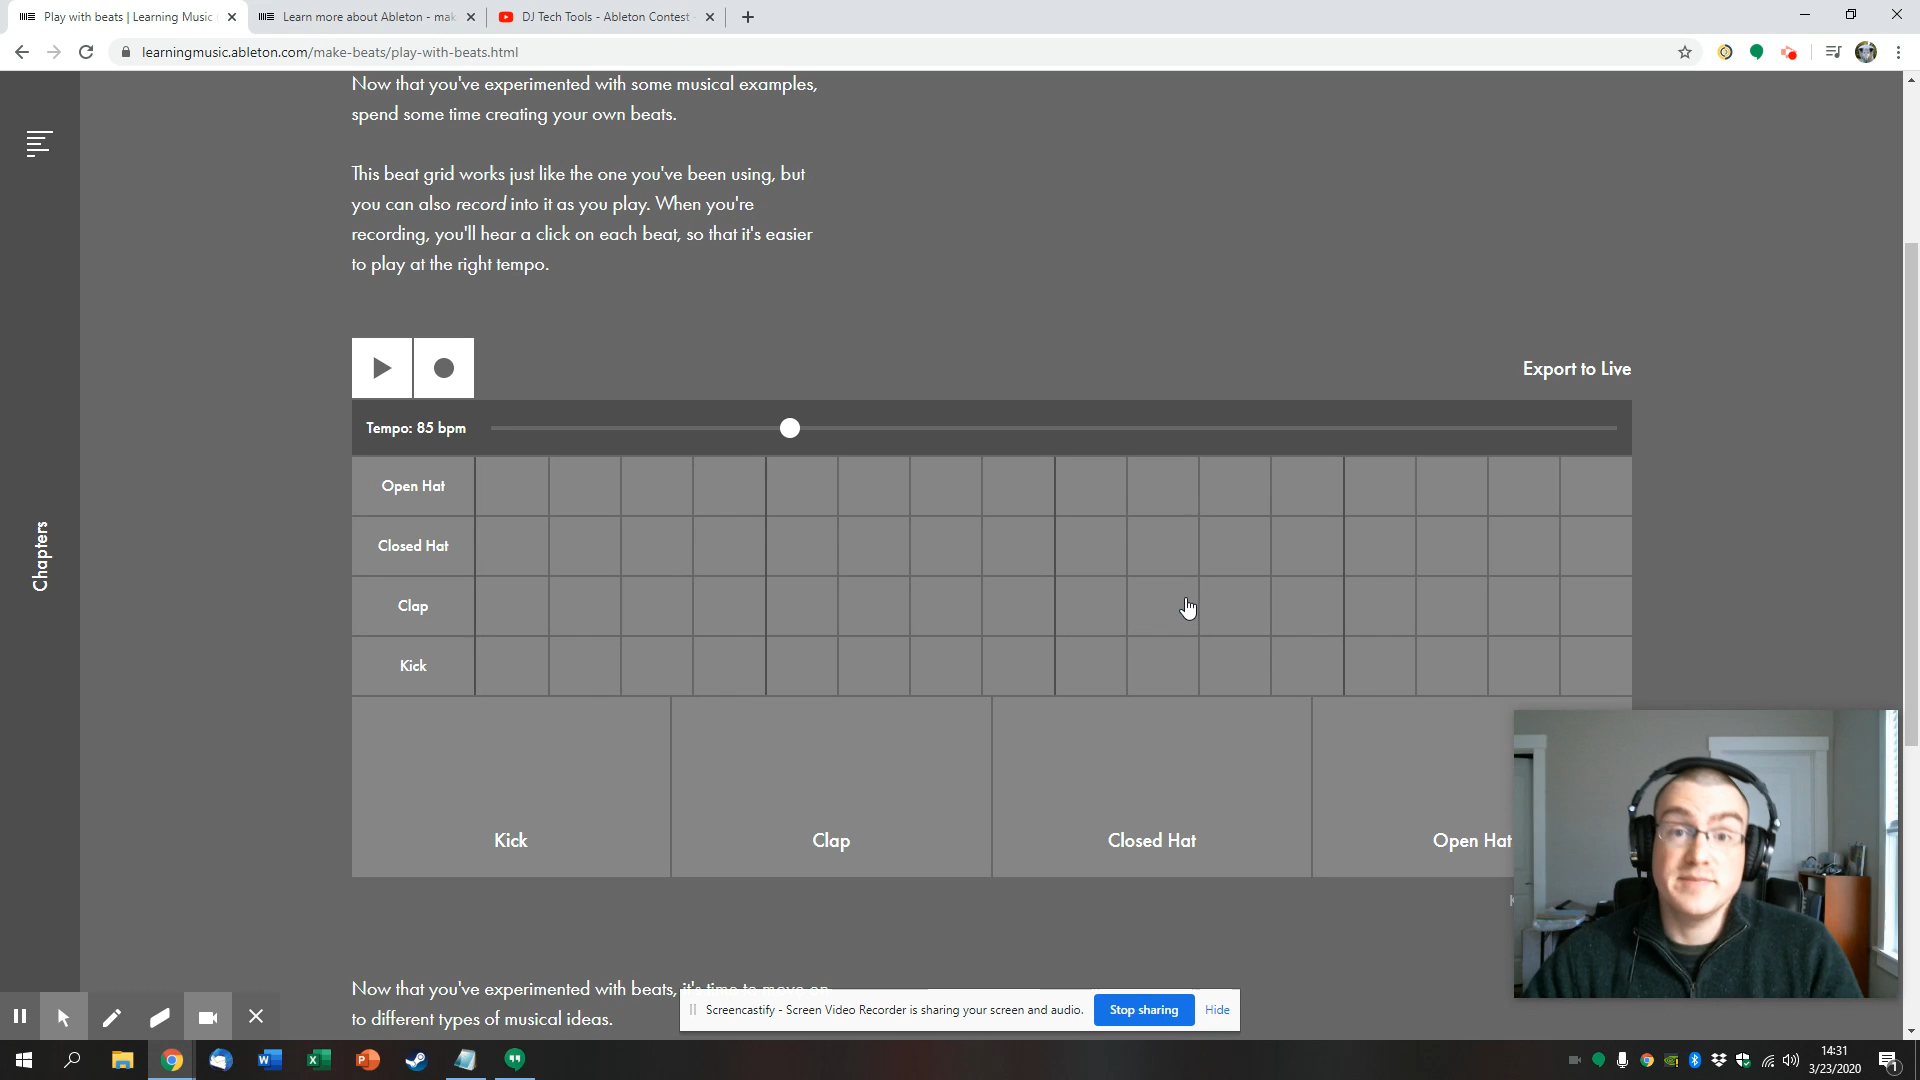 Play with beats | Learning Music
Learn more about Ableton - mak
DJ Tech Tools - Ableton Contest -
learningmusic.ableton.com/make-beats/play-with-beats.html
Now that you've experimented with some musical examples,
spend some time creating your own beats.
This beat grid works just like the one you've been using, but
you can also record into it as you play. When you're
recording, you'll hear a click on each beat, so that it's easier
to play at the right tempo.
Export to Live
Tempo: 85 bpm
Open Hat
Closed Hat
Clap
Kick
Chapters
Kick Clap Closed Hat Open Hat
Now that you've experimented with beats, it's time to move on
to different types of musical ideas.
Screencastify - Screen Video Recorder is sharing your screen and audio. Stop sharing Hide
14:31
3/23/2020
1